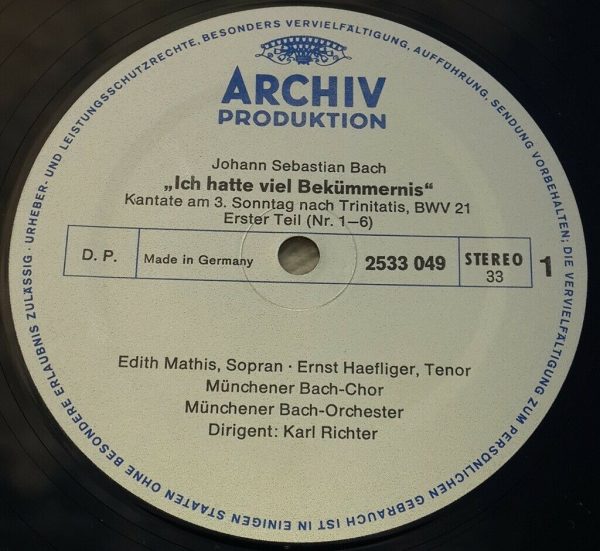 URHEBER- UND LEISTUNGSSCHUTZRECHTE, BESONDERS VERVIELFÄLTIGUNG, AUFFÜHRUNG, SENDUNG VORBEHALTEN; DIE VERVIELFÄLTIGUNG ZUM PERSÖNLICHEN GEBRAUCH IST IN EINIGEN STAATEN OHNE BESONDERE ERLAUBNIS ZULÄSSIG ·
ARCHIV
PRODUKTION
Johann Sebastian Bach
„Ich hatte viel Bekümmernis“
Kantate am 3. Sonntag nach Trinitatis, BWV 21
Erster Teil (Nr. 1–6)
D. P. Made in Germany 2533 049 STEREO 1
33
Edith Mathis, Sopran · Ernst Haefliger, Tenor
Münchener Bach-Chor
Münchener Bach-Orchester
Dirigent: Karl Richter